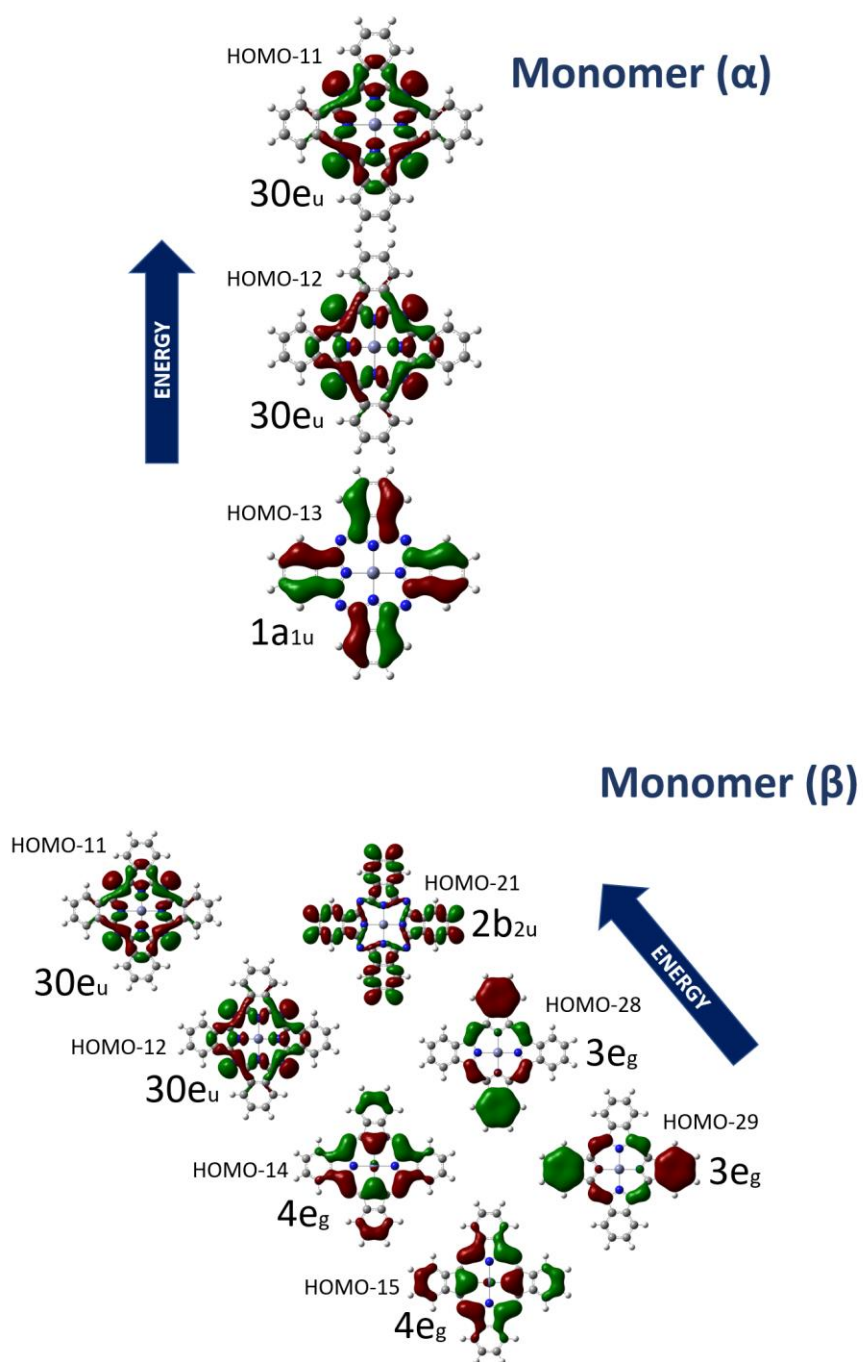 HOMO-11
Monomer (α)
30eu
HOMO-12
ENERGY
30eu
HOMO-13
1a1u
Monomer (β)
HOMO-11
HOMO-21
2b2u
30eu
ENERGY
HOMO-28
HOMO-12
3eg
30eu
HOMO-29
HOMO-14
3eg
4eg
HOMO-15
4eg